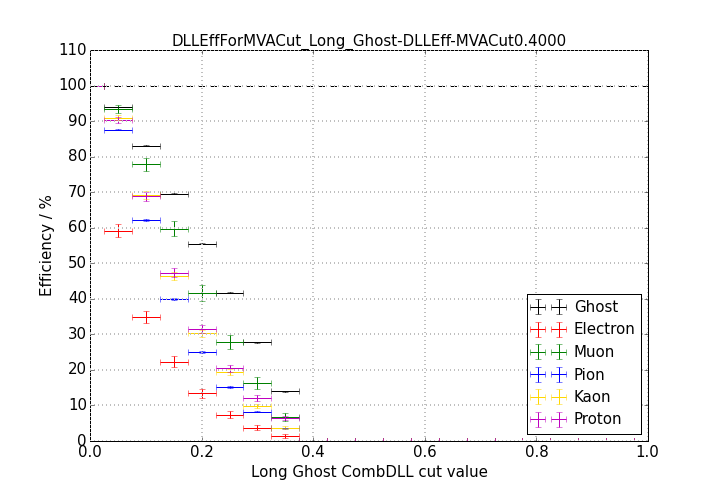 DLLEffForMVACut_Long_Ghost-DLLEff-MVACut0.4000
110
100
90
80
70
60
50
40
30
20
10
0
Efficiency / %
Ghost
Electron
Muon
Pion
Kaon
Proton
0.0 0.2 0.4 0.6 0.8 1.0
Long Ghost CombDLL cut value